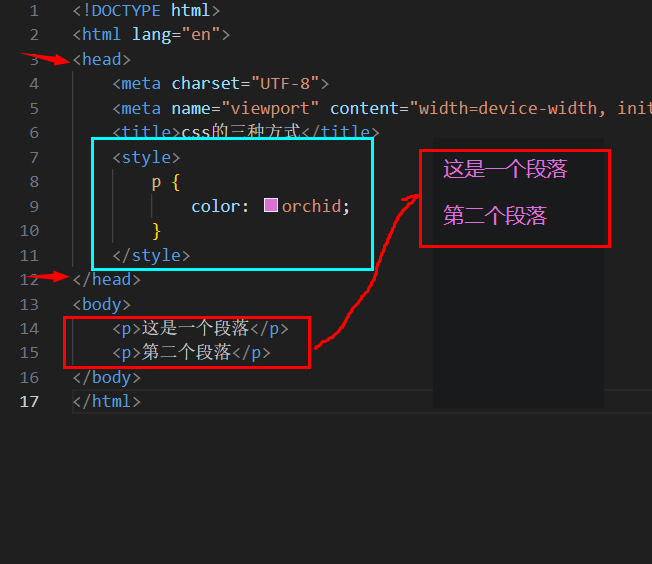 1 <!DOCTYPE html>
2 <html lang="en">
3 <head>
4 <meta charset="UTF-8">
5 <meta name="viewport" content="width=device-width, init
6 <title>css的三种方式</title>
7 <style>
8 p {
9 color: orchid;
10 }
11 </style>
12 </head>
13 <body>
14 <p>这是一个段落</p>
15 <p>第二个段落</p>
16 </body>
17 </html>
这是一个段落
第二个段落